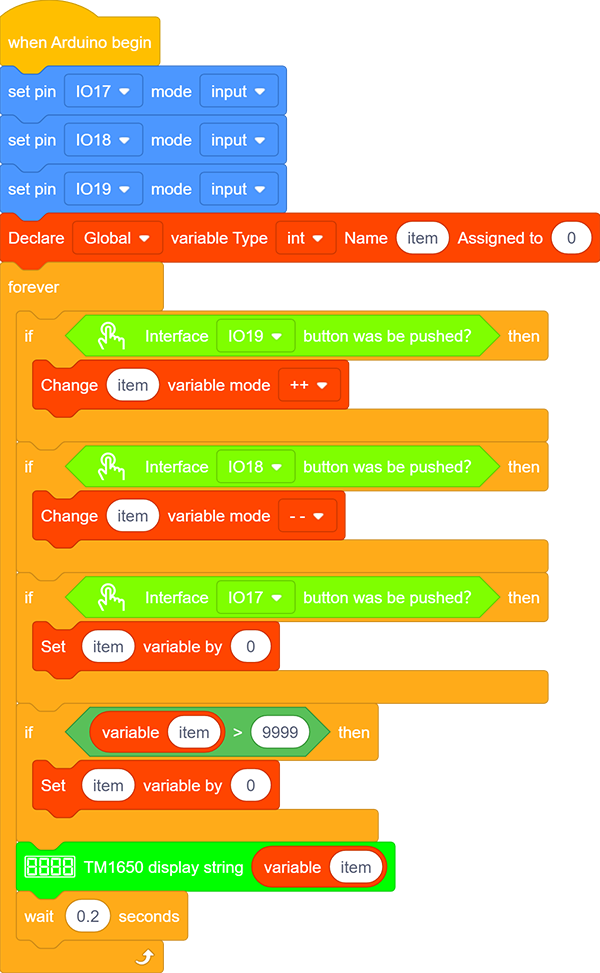 when Arduino begin
set pin IO17 mode input
set pin IO18 mode input
set pin IO19 mode input
Declare Global variable Type int Name item Assigned to 0
forever
if Interface IO19 button was be pushed? then
Change item variable mode ++
if Interface IO18 button was be pushed? then
Change item variable mode --
if Interface IO17 button was be pushed? then
Set item variable by 0
if variable item > 9999 then
Set item variable by 0
TM1650 display string variable item
wait 0.2 seconds